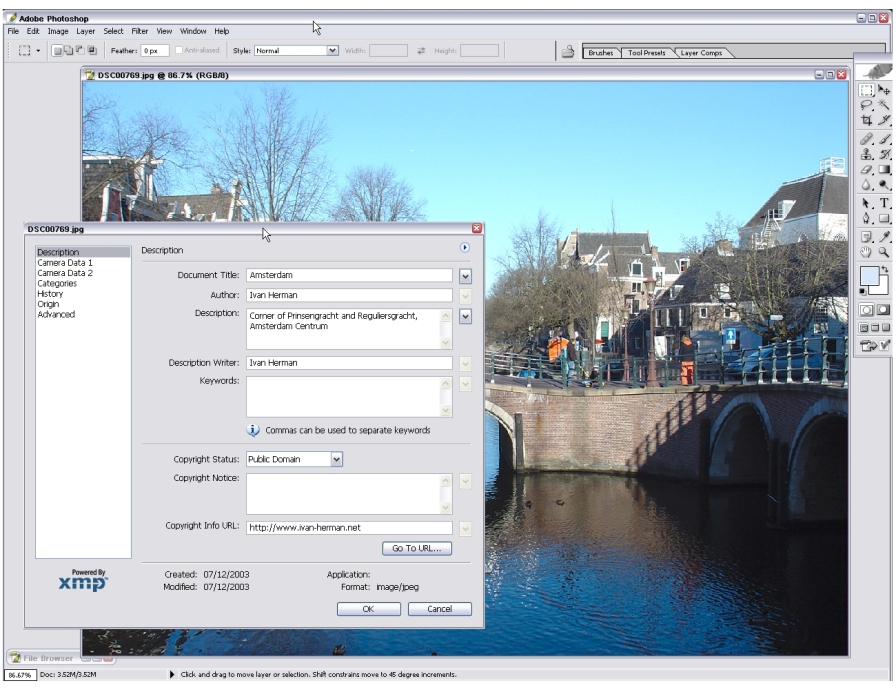 Adobe Photoshop
File Edit Image Layer Select Filter View Window Help
Feather: 0 px Anti-aliased Style: Normal Width: Height: Brushes Tool Presets Layer Comps
DSC00769.jpg @ 86.7% (RGB/8)
DSC00769.jpg
Description
Camera Data 1
Camera Data 2
Categories
History
Origin
Advanced
Description
Document Title: Amsterdam
Author: Ivan Herman
Description: Corner of Prinsengracht and Reguliersgracht,
Amsterdam Centrum
Description Writer: Ivan Herman
Keywords:
Commas can be used to separate keywords
Copyright Status: Public Domain
Copyright Notice:
Copyright Info URL: http://www.ivan-herman.net
Go To URL...
Powered By
xmp
Created: 07/12/2003 Application:
Modified: 07/12/2003 Format: image/jpeg
OK Cancel
File Browser
86.67% Doc: 3.52M/3.52M Click and drag to move layer or selection. Shift constrains move to 45 degree increments.